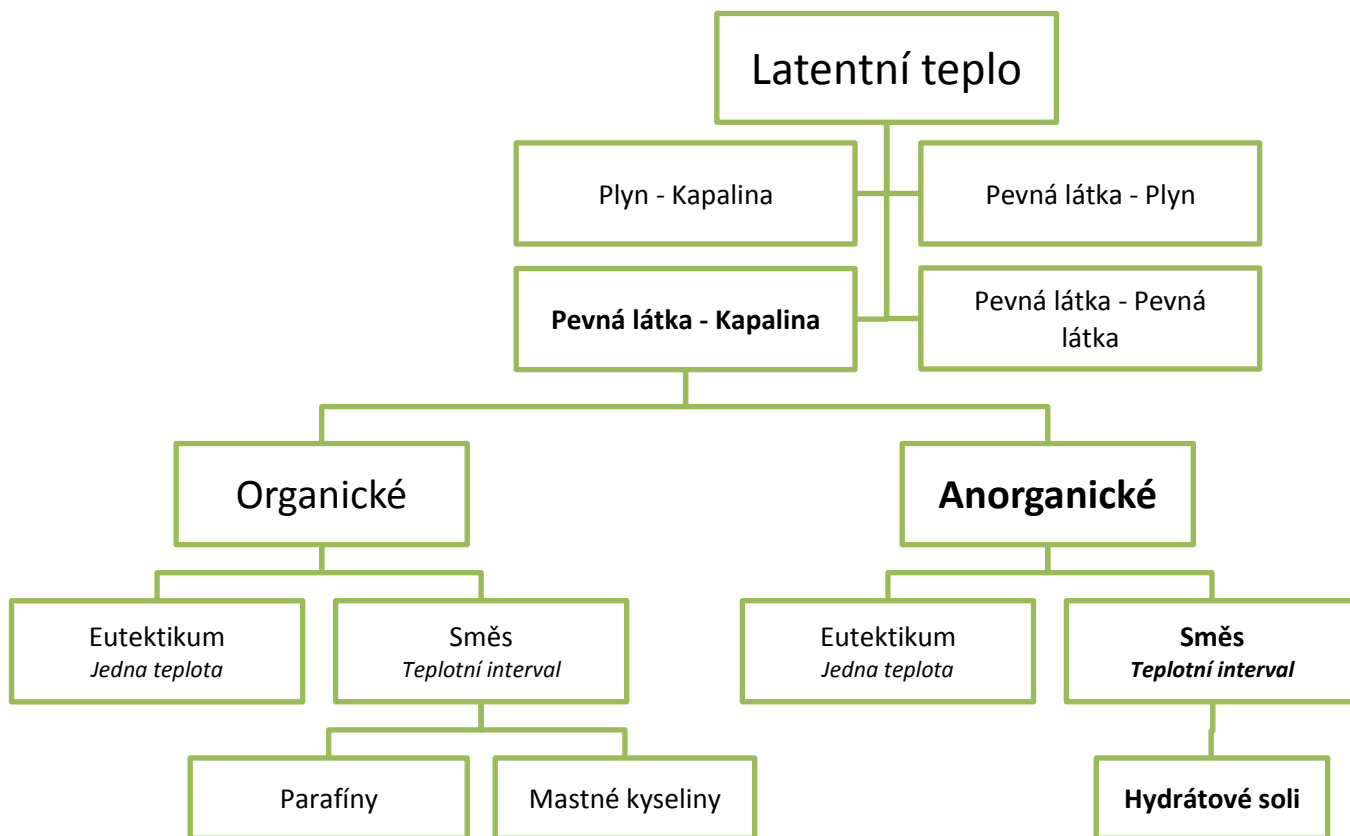 Latentní teplo
Plyn - Kapalina
Pevná látka - Plyn
Pevná látka - Kapalina
Pevná látka - Pevná
látka
Organické
Anorganické
Eutektikum
Jedna teplota
Směs
Teplotní interval
Eutektikum
Jedna teplota
Směs
Teplotní interval
Parafíny
Mastné kyseliny
Hydrátové soli